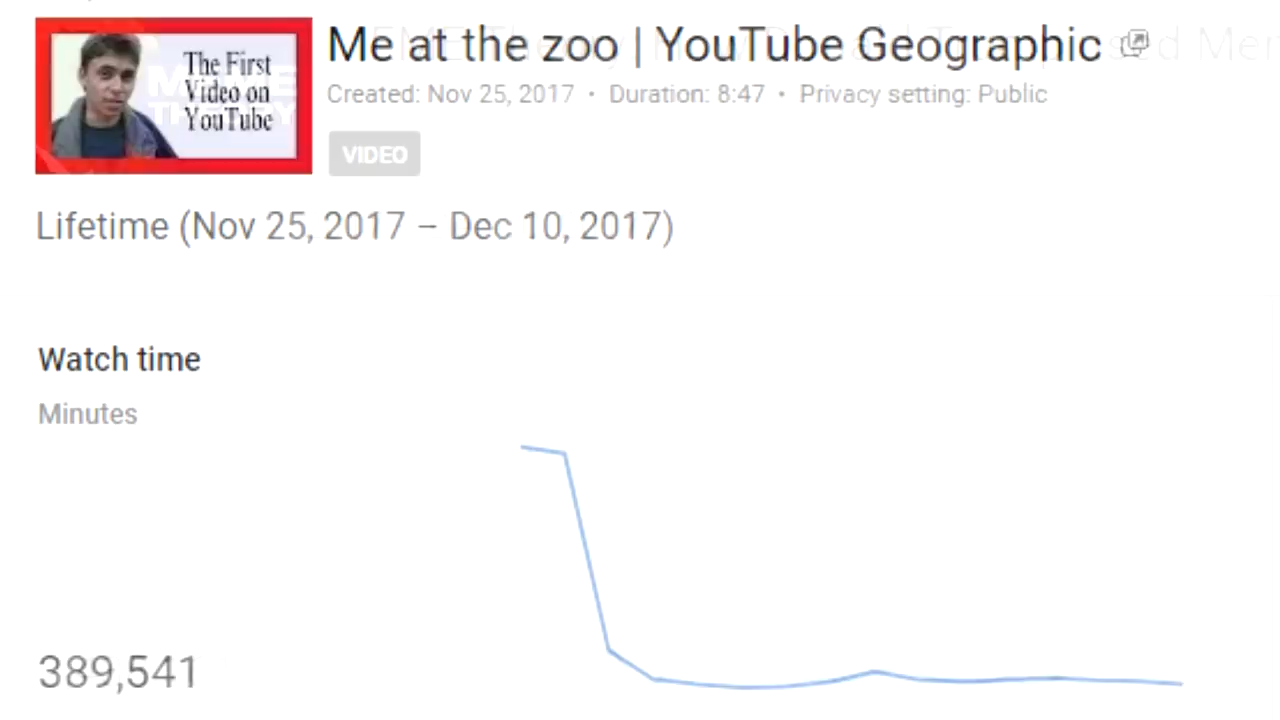 The First
Video on
YouTube
Me at the zoo | YouTube Geographic
Created: Nov 25, 2017 • Duration: 8:47 • Privacy setting: Public
VIDEO
Lifetime (Nov 25, 2017 – Dec 10, 2017)
Watch time
Minutes
389,541